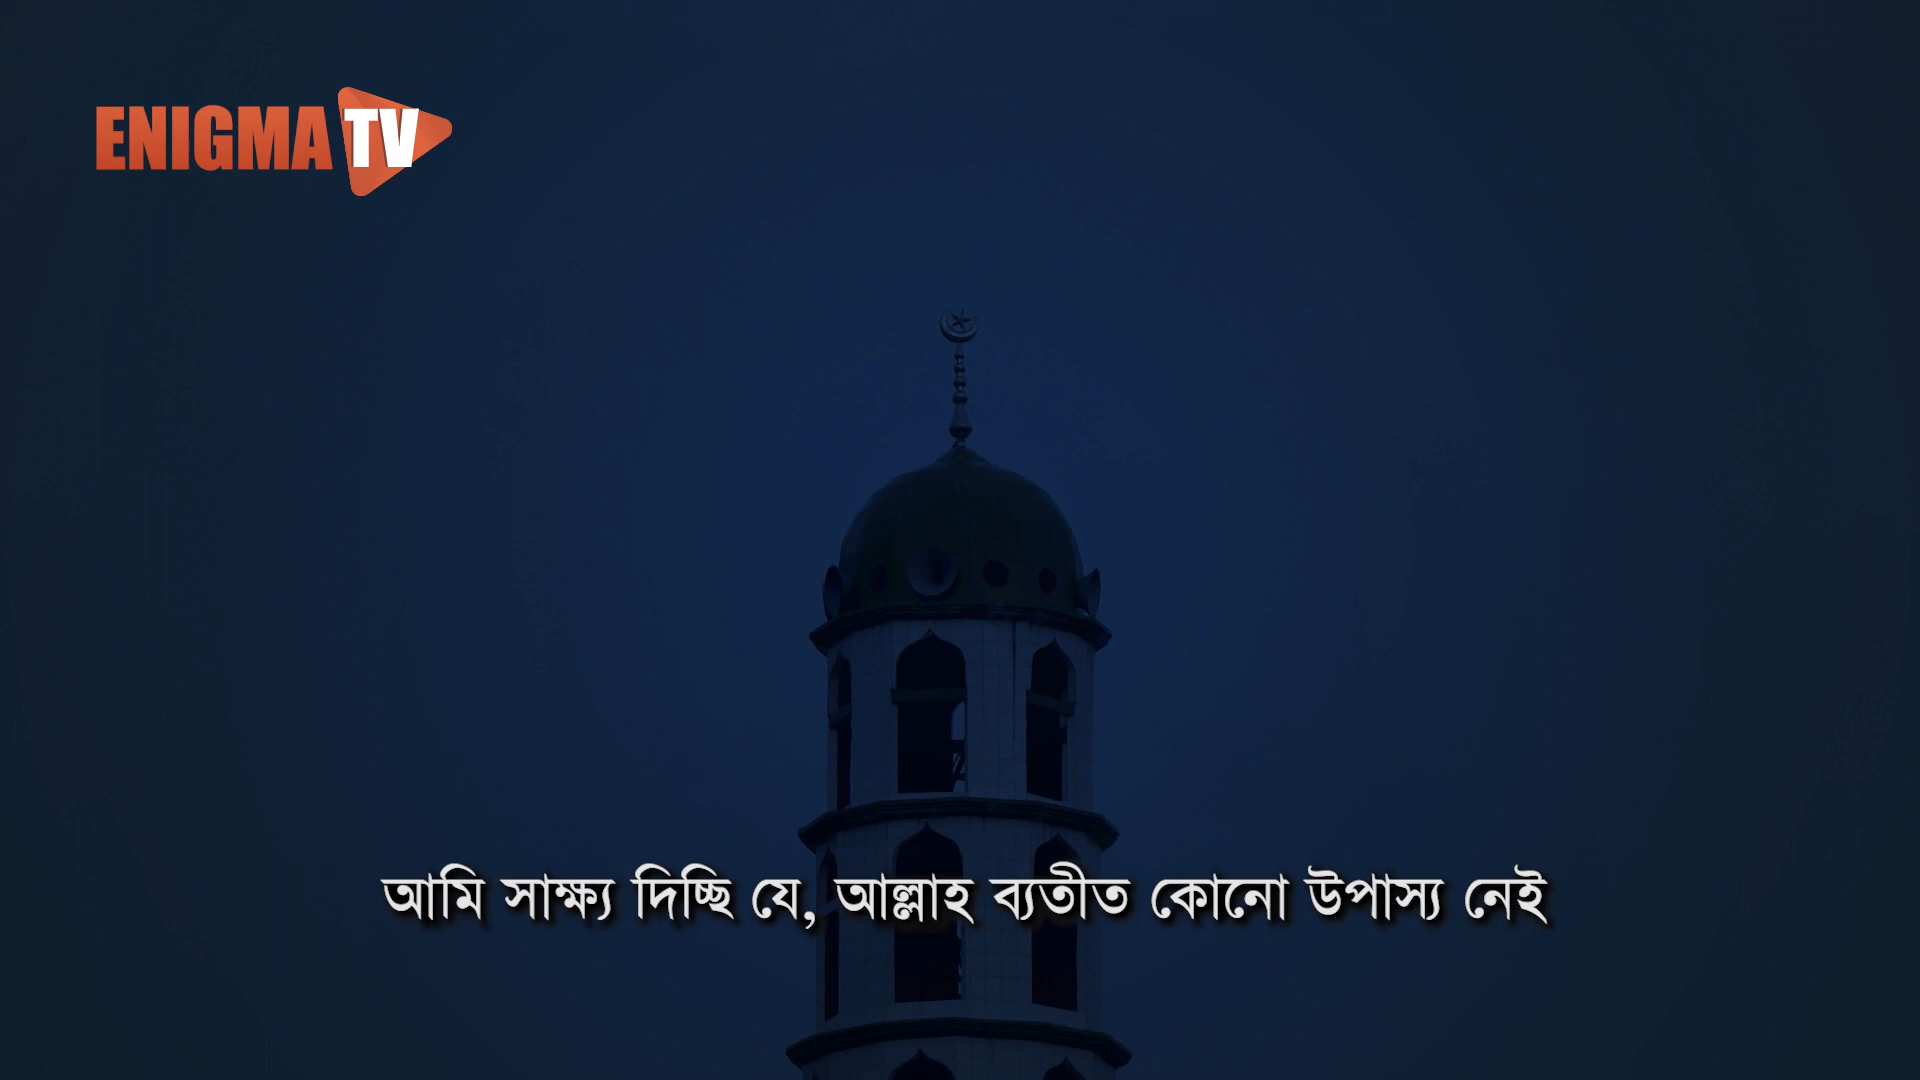 ENIGMA TV
আমি সাক্ষ্য দিচ্ছি যে, আল্লাহ ব্যতীত কোনো উপাস্য নেই